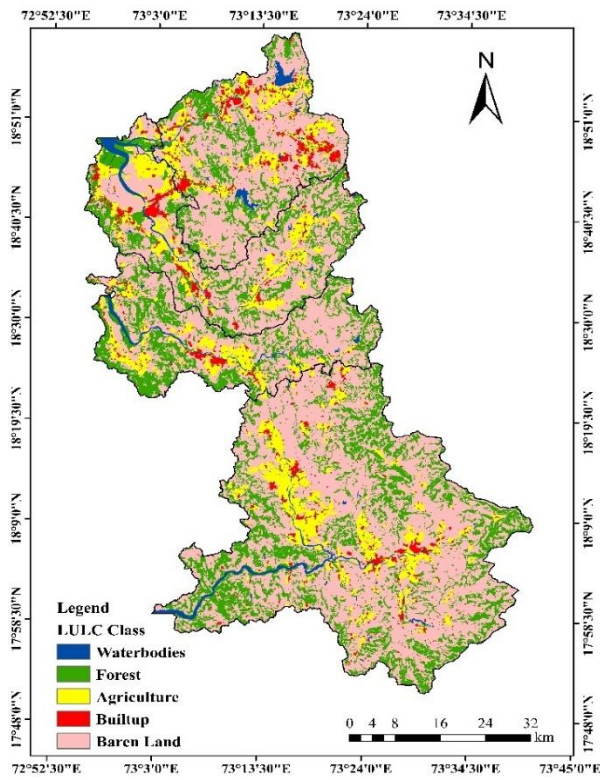 72°52'30"E 73°3'0"E 73°13'30"E 73°24'0"E 73°34'30"E
N
18°51'0"N 18°51'0"N
18°40'30"N 18°40'30"N
18°30'0"N 18°30'0"N
18°19'30"N 18°19'30"N
18°9'0"N 18°9'0"N
17°58'30"N 17°58'30"N
17°48'0"N 17°48'0"N
Legend
LULC Class
Waterbodies
Forest
Agriculture
Builtup
Baren Land
0 4 8 16 24 32
km
72°52'30"E 73°3'0"E 73°13'30"E 73°24'0"E 73°34'30"E 73°45'0"E